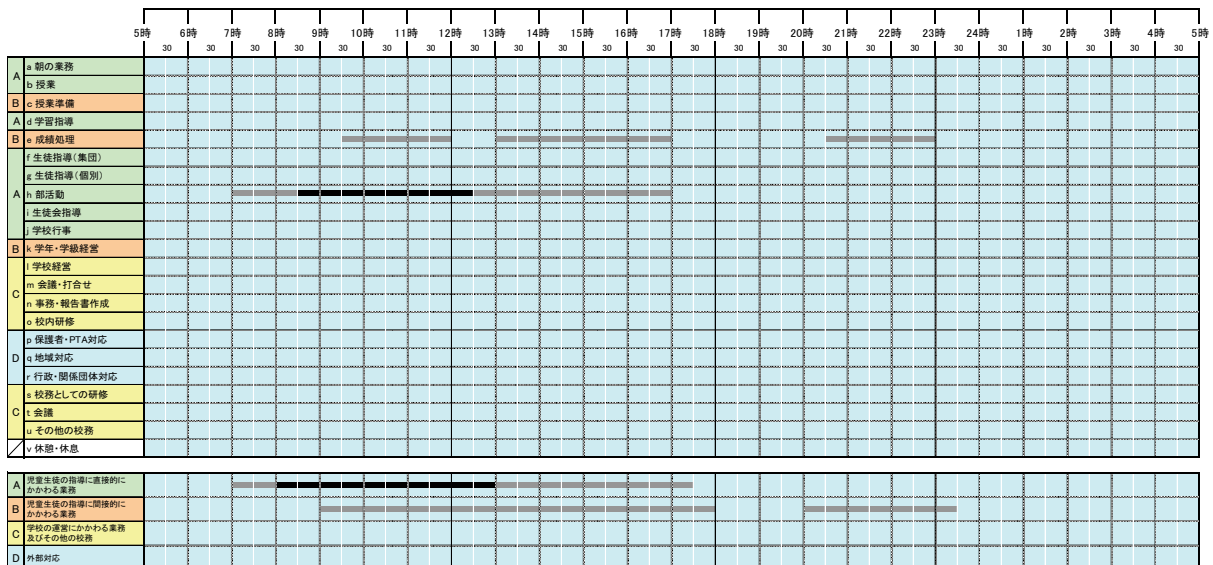 5時 6時 7時 8時 9時 10時 11時 12時 13時 14時 15時 16時 17時 18時 19時 20時 21時 22時 23時 24時 1時 2時 3時 4時 5時
30 30 30 30 30 30 30 30 30 30 30 30 30 30 30 30 30 30 30 30 30 30 30 30
A
a 朝の業務
b 授業
B c 授業準備
A d 学習指導
B e 成績処理
A
f 生徒指導(集団)
g 生徒指導(個別)
h 部活動
i 生徒会指導
j 学校行事
B k 学年・学級経営
C
l 学校経営
m 会議・打合せ
n 事務・報告書作成
o 校内研修
D
p 保護者・PTA対応
q 地域対応
r 行政・関係団体対応
C
s 校務としての研修
t 会議
u その他の校務
v 休憩・休息
A 児童生徒の指導に直接的に
かかわる業務
B 児童生徒の指導に間接的に
かかわる業務
C 学校の運営にかかわる業務
及びその他の校務
D 外部対応